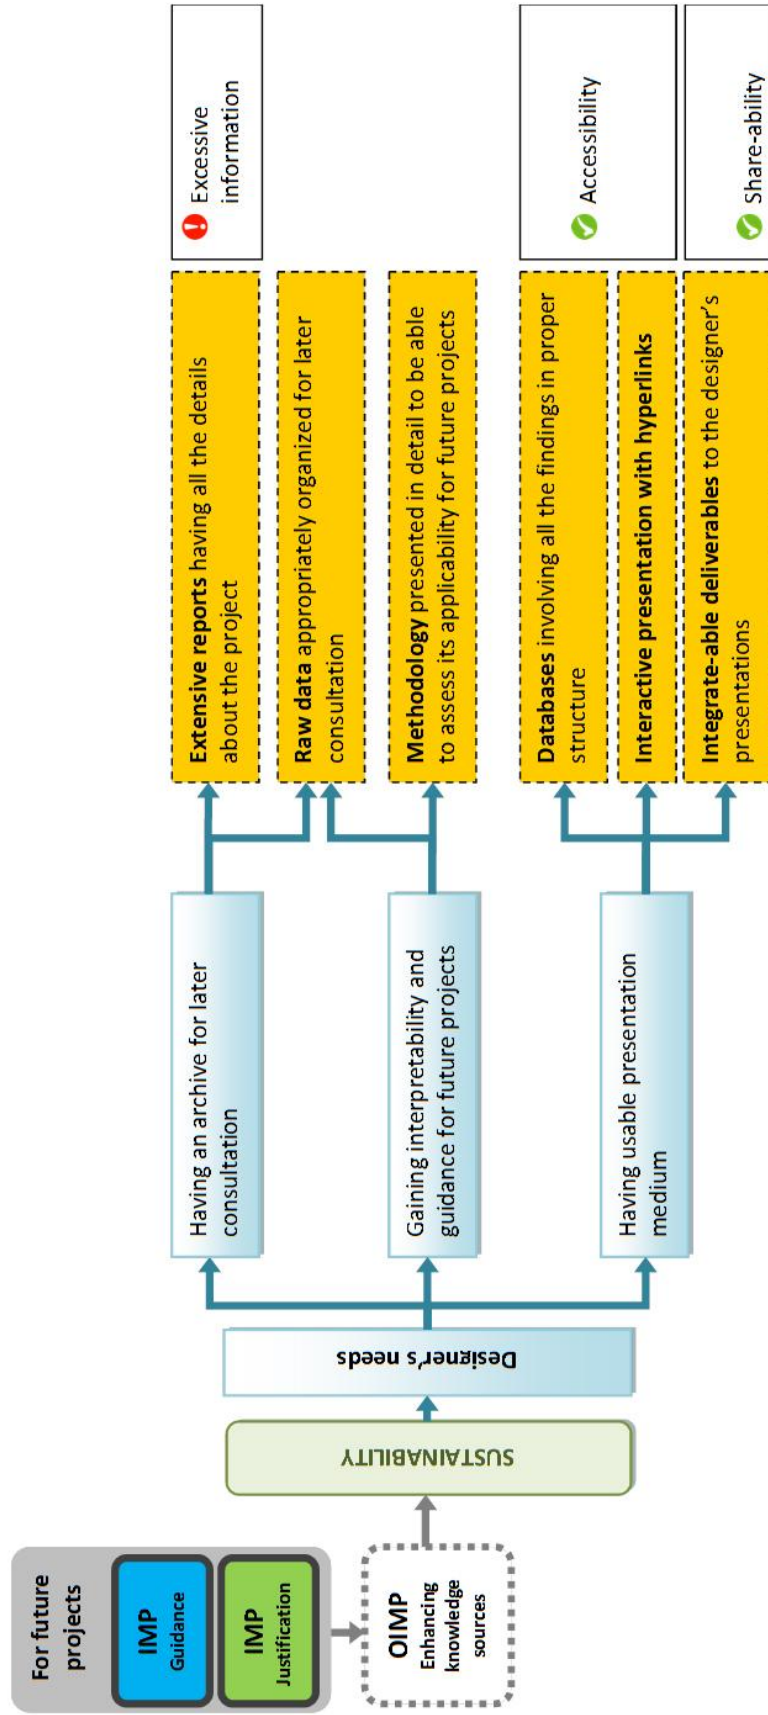 For future
projects
IMP
Guidance
IMP
Justification
OIMP
Enhancing
knowledge
sources
SUSTAINABILITY
Designer's needs
Having an archive for later
consultation
Gaining interpretability and
guidance for future projects
Having usable presentation
medium
Extensive reports having all the details
about the project
Raw data appropriately organized for later
consultation
Methodology presented in detail to be able
to assess its applicability for future projects
Databases involving all the findings in proper
structure
Interactive presentation with hyperlinks
Integrate-able deliverables to the designer's
presentations
Excessive
information
Accessibility
Share-ability